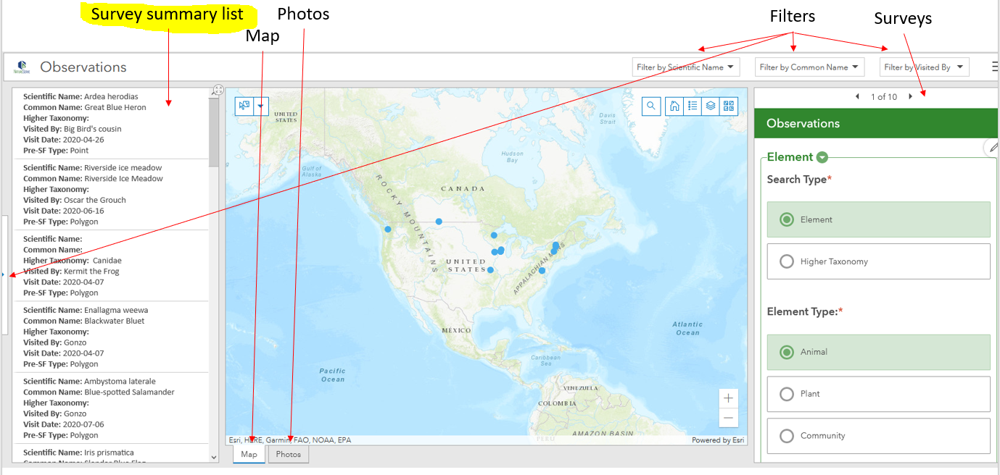 Survey summary list
Photos
Map
Filters
Surveys
NatureServe
Observations
Filter by Scientific Name
Filter by Common Name
Filter by Visited By
Scientific Name: Ardea herodias
Common Name: Great Blue Heron
Higher Taxonomy:
Visited By: Big Bird's cousin
Visit Date: 2020-04-26
Pre-SF Type: Point
Scientific Name: Riverside ice meadow
Common Name: Riverside Ice Meadow
Higher Taxonomy:
Visited By: Oscar the Grouch
Visit Date: 2020-06-16
Pre-SF Type: Polygon
Scientific Name:
Common Name:
Higher Taxonomy: Canidae
Visited By: Kermit the Frog
Visit Date: 2020-04-07
Pre-SF Type: Polygon
Scientific Name: Enallagma weewa
Common Name: Blackwater Bluet
Higher Taxonomy:
Visited By: Gonzo
Visit Date: 2020-04-07
Pre-SF Type: Polygon
Scientific Name: Ambystoma laterale
Common Name: Blue-spotted Salamander
Higher Taxonomy:
Visited By: Gonzo
Visit Date: 2020-07-06
Pre-SF Type: Polygon
Scientific Name: Iris prismatica
Common Name: Slender Blue Flag
UNITED
STATES
Davis
Strait
Hudson
Bay
Gulf of
Alaska
CANADA
ROCKY MOUNTAINS
UNITED
STATES
APPALACHIAN MTNS
MÉXICO
Atlantic
Ocean
Caribbean
Sea
Pacific
Ocean
VENEZUELA
COLOMBIA
AMAZON BASIN
PERU
Esri, HERE, Garmin, FAO, NOAA, EPA
Powered by Esri
Map
Photos
1 of 10
Observations
Element
Search Type*
Element
Higher Taxonomy
Element Type:*
Animal
Plant
Community